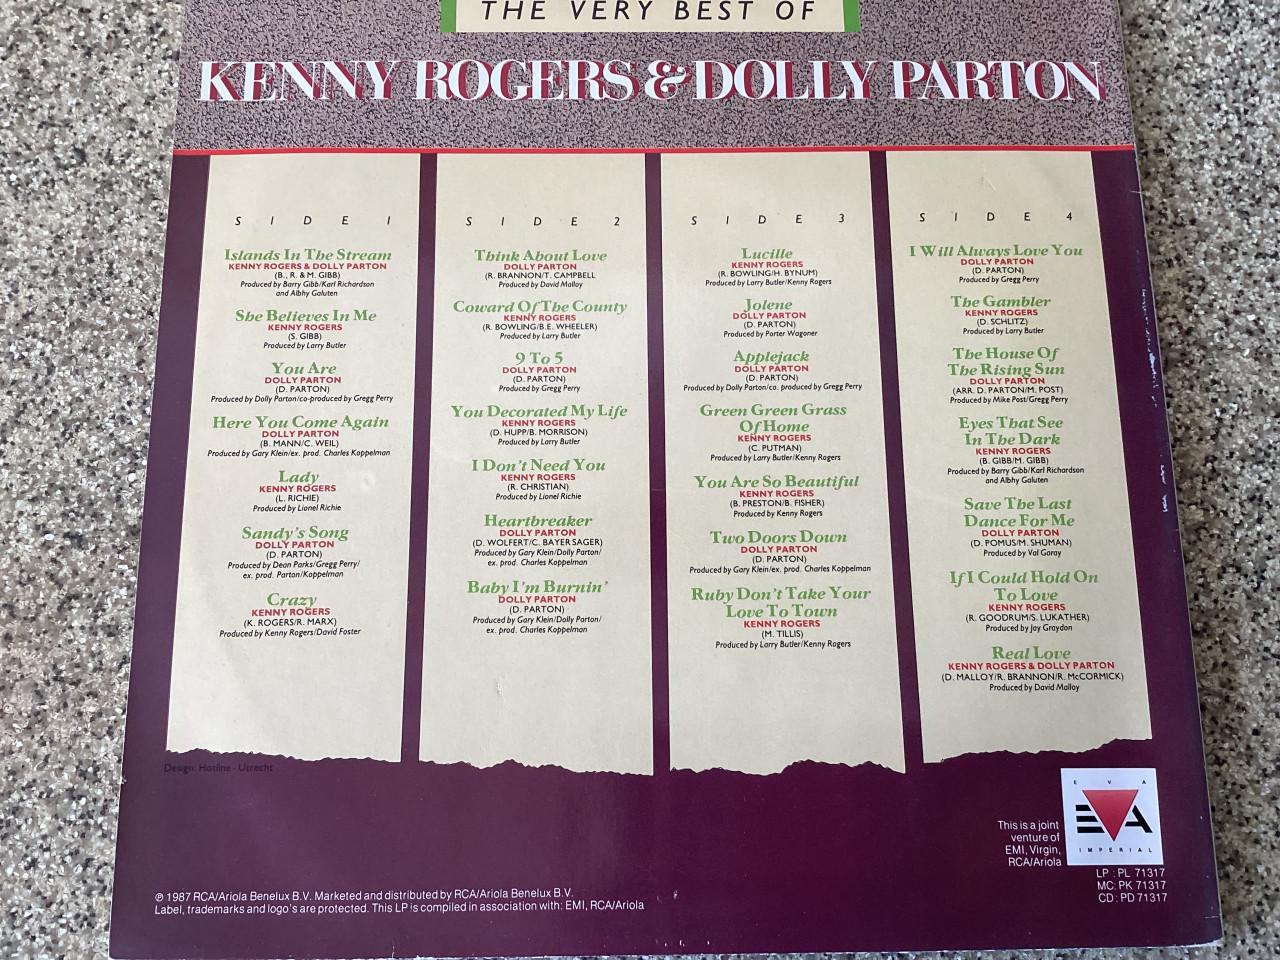 THE VERY BEST OF
KENNY ROGERS & DOLLY PARTON
SIDE 1
Islands In The Stream
KENNY ROGERS & DOLLY PARTON
(B., R. & M. GIBB)
Produced by Barry Gibb/Karl Richardson
and Albhy Galuten
She Believes In Me
KENNY ROGERS
(S. GIBB)
Produced by Larry Butler
You Are
DOLLY PARTON
(D. PARTON)
Produced by Dolly Parton/co-produced by Gregg Perry
Here You Come Again
DOLLY PARTON
(B. MANN/C. WEIL)
Produced by Gary Klein/ex. prod. Charles Koppelman
Lady
KENNY ROGERS
(L. RICHIE)
Produced by Lionel Richie
Sandy's Song
DOLLY PARTON
(D. PARTON)
Produced by Dean Parks/Gregg Perry/
ex. prod. Parton/Koppelman
Crazy
KENNY ROGERS
(K. ROGERS/R. MARX)
Produced by Kenny Rogers/David Foster
SIDE 2
Think About Love
DOLLY PARTON
(R. BRANNON/T. CAMPBELL
Produced by David Malloy
Coward Of The County
KENNY ROGERS
(R. BOWLING/B.E. WHEELER)
Produced by Larry Butler
9 To 5
DOLLY PARTON
(D. PARTON)
Produced by Gregg Perry
You Decorated My Life
KENNY ROGERS
(D. HUPP/B. MORRISON)
Produced by Larry Butler
I Don't Need You
KENNY ROGERS
(R. CHRISTIAN)
Produced by Lionel Richie
Heartbreaker
DOLLY PARTON
(D. WOLFERT/C. BAYER SAGER)
Produced by Gary Klein/Dolly Parton/
ex. prod. Charles Koppelman
Baby I'm Burnin'
DOLLY PARTON
(D. PARTON)
Produced by Gary Klein/Dolly Parton/
ex. prod. Charles Koppelman
SIDE 3
Lucille
KENNY ROGERS
(R. BOWLING/H. BYNUM)
Produced by Larry Butler/Kenny Rogers
Jolene
DOLLY PARTON
(D. PARTON)
Produced by Porter Wagoner
Applejack
DOLLY PARTON
(D. PARTON)
Produced by Dolly Parton/co. produced by Gregg Perry
Green Green Grass
Of Home
KENNY ROGERS
(C. PUTMAN)
Produced by Larry Butler/Kenny Rogers
You Are So Beautiful
KENNY ROGERS
(B. PRESTON/B. FISHER)
Produced by Kenny Rogers
Two Doors Down
DOLLY PARTON
(D. PARTON)
Produced by Gary Klein/ex. prod. Charles Koppelman
Ruby Don't Take Your
Love To Town
KENNY ROGERS
(M. TILLIS)
Produced by Larry Butler/Kenny Rogers
SIDE 4
I Will Always Love You
DOLLY PARTON
(D. PARTON)
Produced by Gregg Perry
The Gambler
KENNY ROGERS
(D. SCHLITZ)
Produced by Larry Butler
The House Of
The Rising Sun
DOLLY PARTON
(ARR. D. PARTON/M. POST)
Produced by Mike Post/Gregg Perry
Eyes That See
In The Dark
KENNY ROGERS
(B. GIBB/M. GIBB)
Produced by Barry Gibb/Karl Richardson
and Albhy Galuten
Save The Last
Dance For Me
DOLLY PARTON
(D. POMUS/M. SHUMAN)
Produced by Val Garay
If I Could Hold On
To Love
KENNY ROGERS
(R. GOODRUM/S. LUKATHER)
Produced by Jay Graydon
Real Love
KENNY ROGERS & DOLLY PARTON
(D. MALLOY/R. BRANNON/R. McCORMICK)
Produced by David Malloy
Design: Hotline - Utrecht
This is a joint
venture of
EMI, Virgin,
RCA/Ariola
EVA
EVA
IMPERIAL
LP : PL 71317
MC: PK 71317
CD : PD 71317
℗ 1987 RCA/Ariola Benelux B.V. Marketed and distributed by RCA/Ariola Benelux B.V.
Label, trademarks and logo's are protected. This LP is compiled in association with: EMI, RCA/Ariola